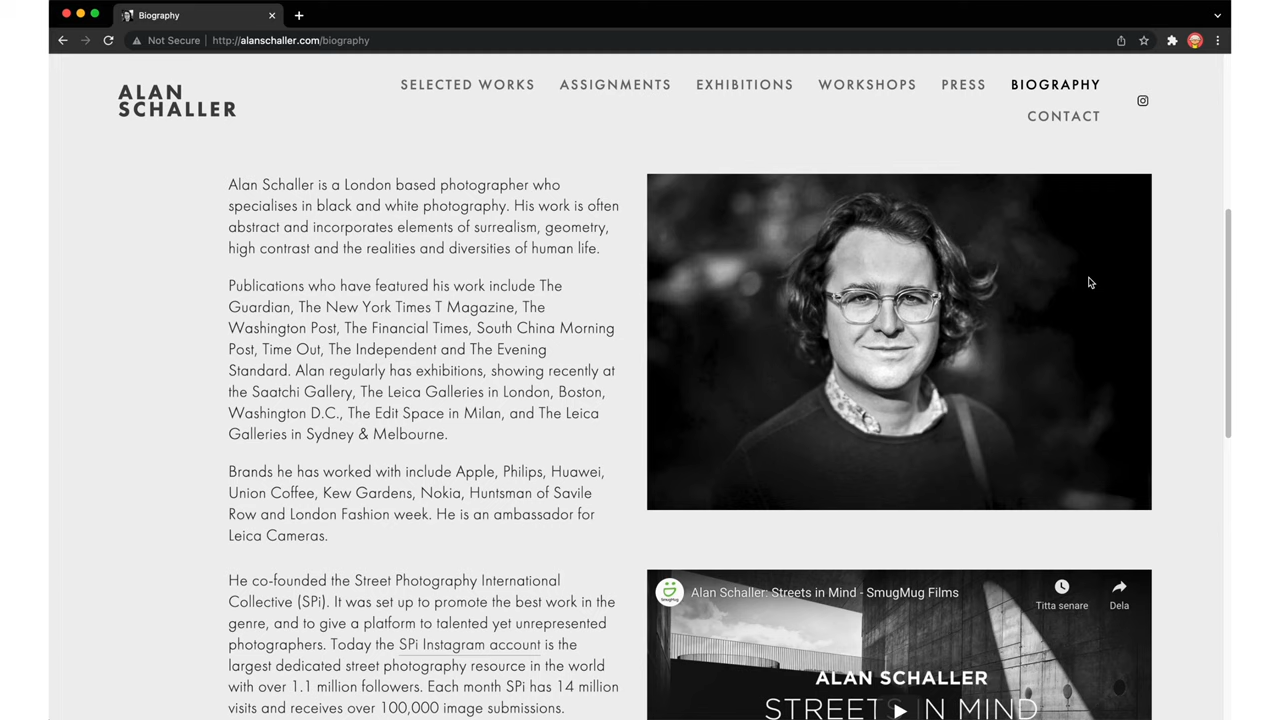 Biography
Not Secure
http://alanschaller.com/biography
ALAN
SCHALLER
SELECTED WORKS
ASSIGNMENTS
EXHIBITIONS
WORKSHOPS
PRESS
BIOGRAPHY
CONTACT
Alan Schaller is a London based photographer who
specialises in black and white photography. His work is often
abstract and incorporates elements of surrealism, geometry,
high contrast and the realities and diversities of human life.
Publications who have featured his work include The
Guardian, The New York Times T Magazine, The
Washington Post, The Financial Times, South China Morning
Post, Time Out, The Independent and The Evening
Standard. Alan regularly has exhibitions, showing recently at
the Saatchi Gallery, The Leica Galleries in London, Boston,
Washington D.C., The Edit Space in Milan, and The Leica
Galleries in Sydney & Melbourne.
Brands he has worked with include Apple, Philips, Huawei,
Union Coffee, Kew Gardens, Nokia, Huntsman of Savile
Row and London Fashion week. He is an ambassador for
Leica Cameras.
He co-founded the Street Photography International
Collective (SPi). It was set up to promote the best work in the
genre, and to give a platform to talented yet unrepresented
photographers. Today the SPi Instagram account is the
largest dedicated street photography resource in the world
with over 1.1 million followers. Each month SPi has 14 million
visits and receives over 100,000 image submissions.
Alan Schaller: Streets in Mind - SmugMug Films
Titta senare
Dela
ALAN SCHALLER
STREETS IN MIND